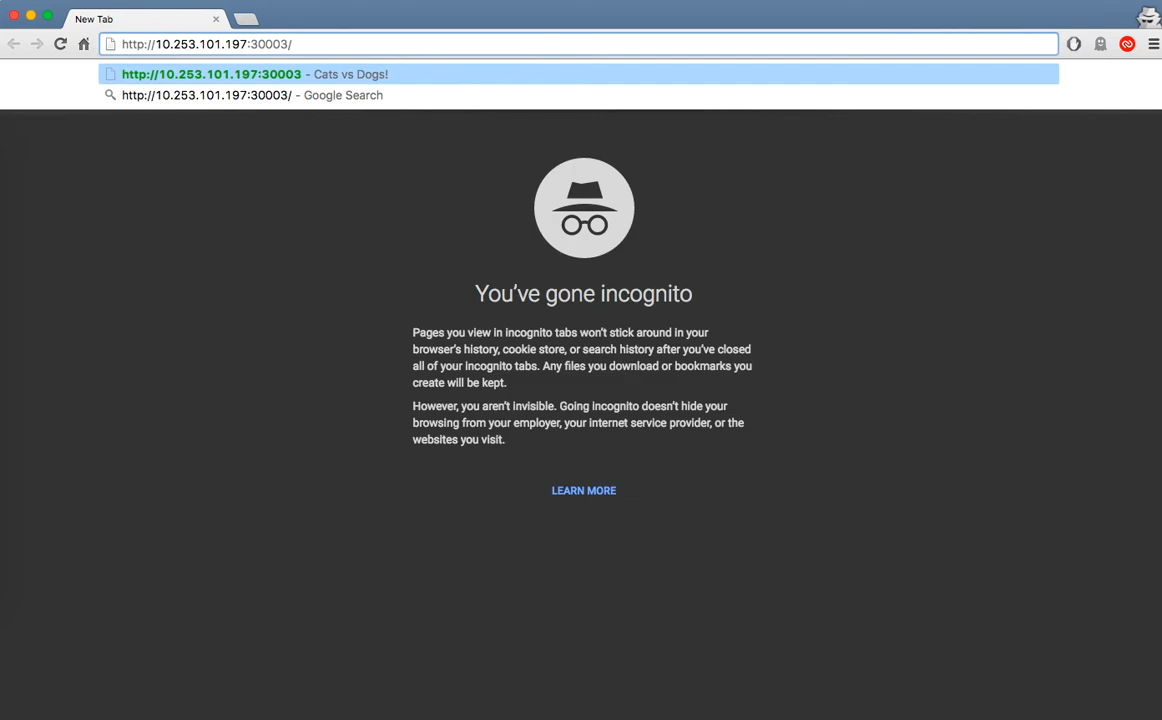 New Tab
http://10.253.101.197:30003/
http://10.253.101.197:30003 - Cats vs Dogs!
http://10.253.101.197:30003/ - Google Search
You've gone incognito
Pages you view in incognito tabs won't stick around in your
browser's history, cookie store, or search history after you've closed
all of your incognito tabs. Any files you download or bookmarks you
create will be kept.
However, you aren't invisible. Going incognito doesn't hide your
browsing from your employer, your internet service provider, or the
websites you visit.
LEARN MORE